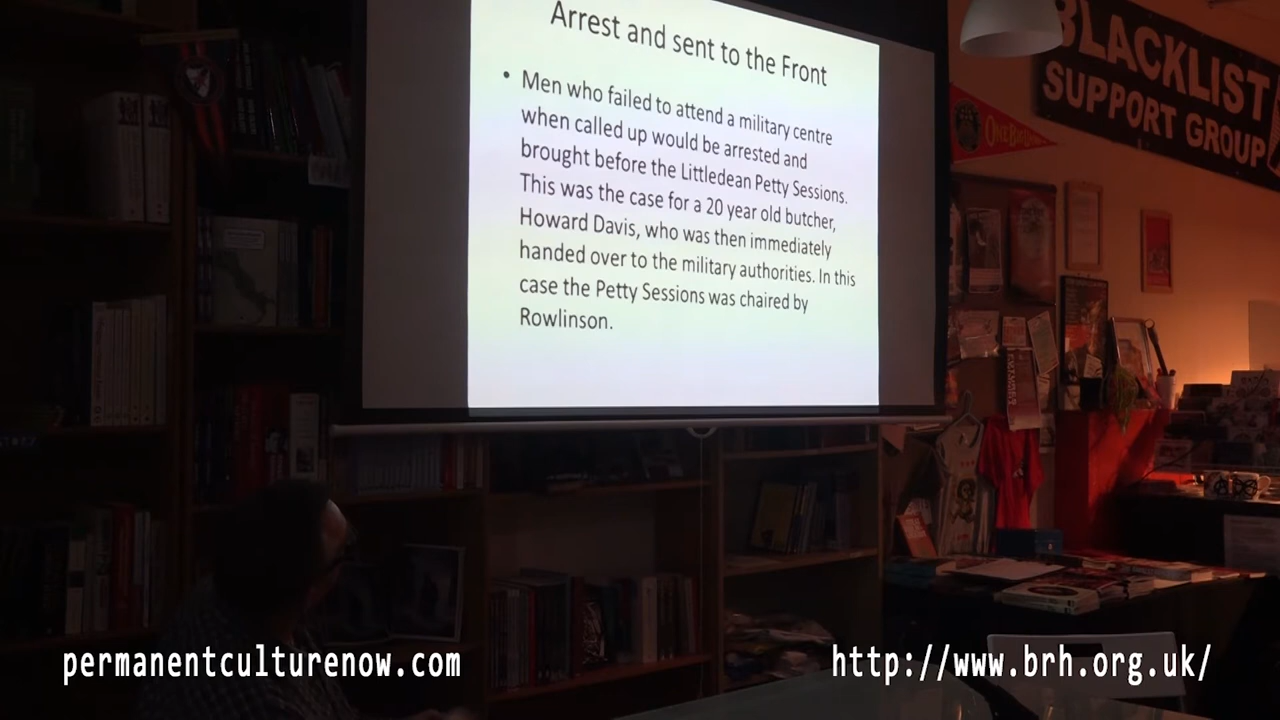 Arrest and sent to the Front
• Men who failed to attend a military centre
when called up would be arrested and
brought before the Littledean Petty Sessions.
This was the case for a 20 year old butcher,
Howard Davis, who was then immediately
handed over to the military authorities. In this
case the Petty Sessions was chaired by
Rowlinson.
BLACKLIST
SUPPORT GROUP
permanentculturenow.com
http://www.brh.org.uk/